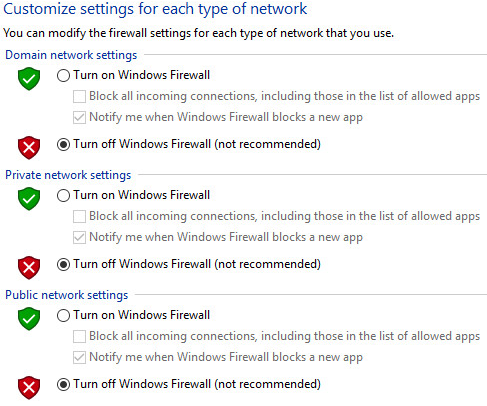 Customize settings for each type of network
You can modify the firewall settings for each type of network that you use.
Domain network settings
Turn on Windows Firewall
Block all incoming connections, including those in the list of allowed apps
Notify me when Windows Firewall blocks a new app
Turn off Windows Firewall (not recommended)
Private network settings
Turn on Windows Firewall
Block all incoming connections, including those in the list of allowed apps
Notify me when Windows Firewall blocks a new app
Turn off Windows Firewall (not recommended)
Public network settings
Turn on Windows Firewall
Block all incoming connections, including those in the list of allowed apps
Notify me when Windows Firewall blocks a new app
Turn off Windows Firewall (not recommended)